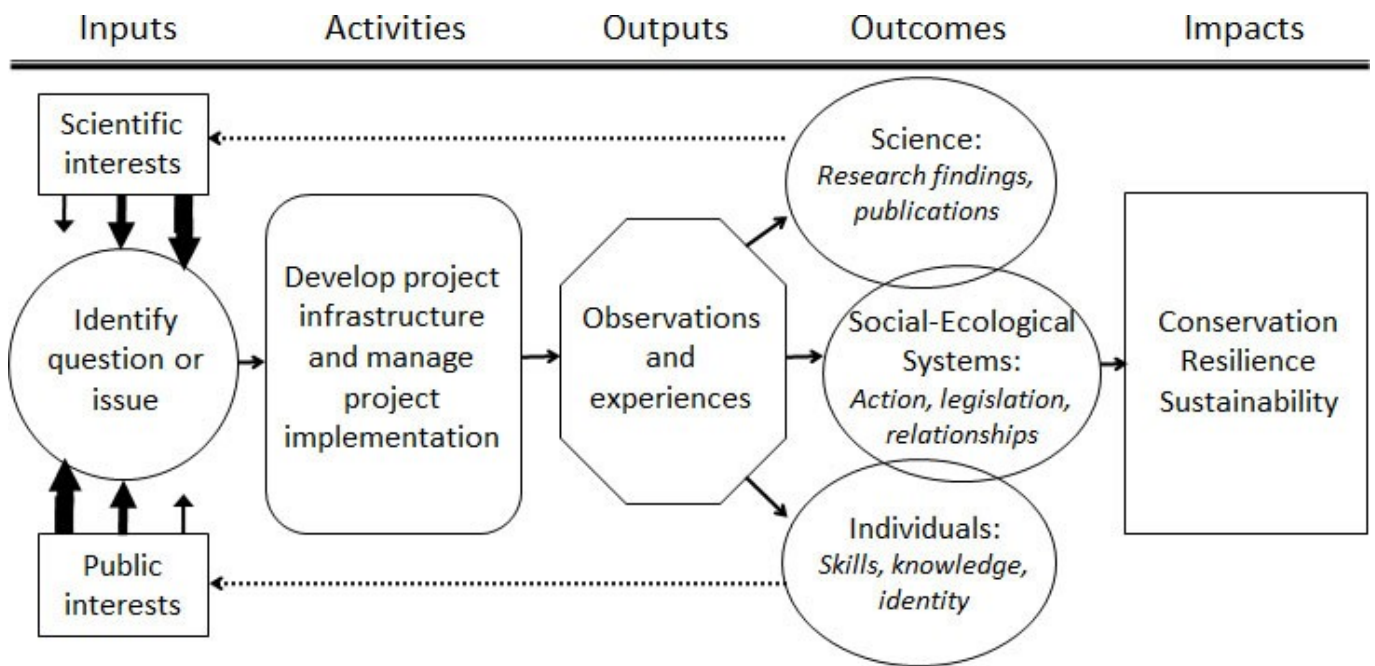 Inputs Activities Outputs Outcomes Impacts
Scientific
interests
Identify
question or
issue
Public
interests
Develop project
infrastructure
and manage
project
implementation
Observations
and
experiences
Science:
Research findings,
publications
Social-Ecological
Systems:
Action, legislation,
relationships
Individuals:
Skills, knowledge,
identity
Conservation
Resilience
Sustainability